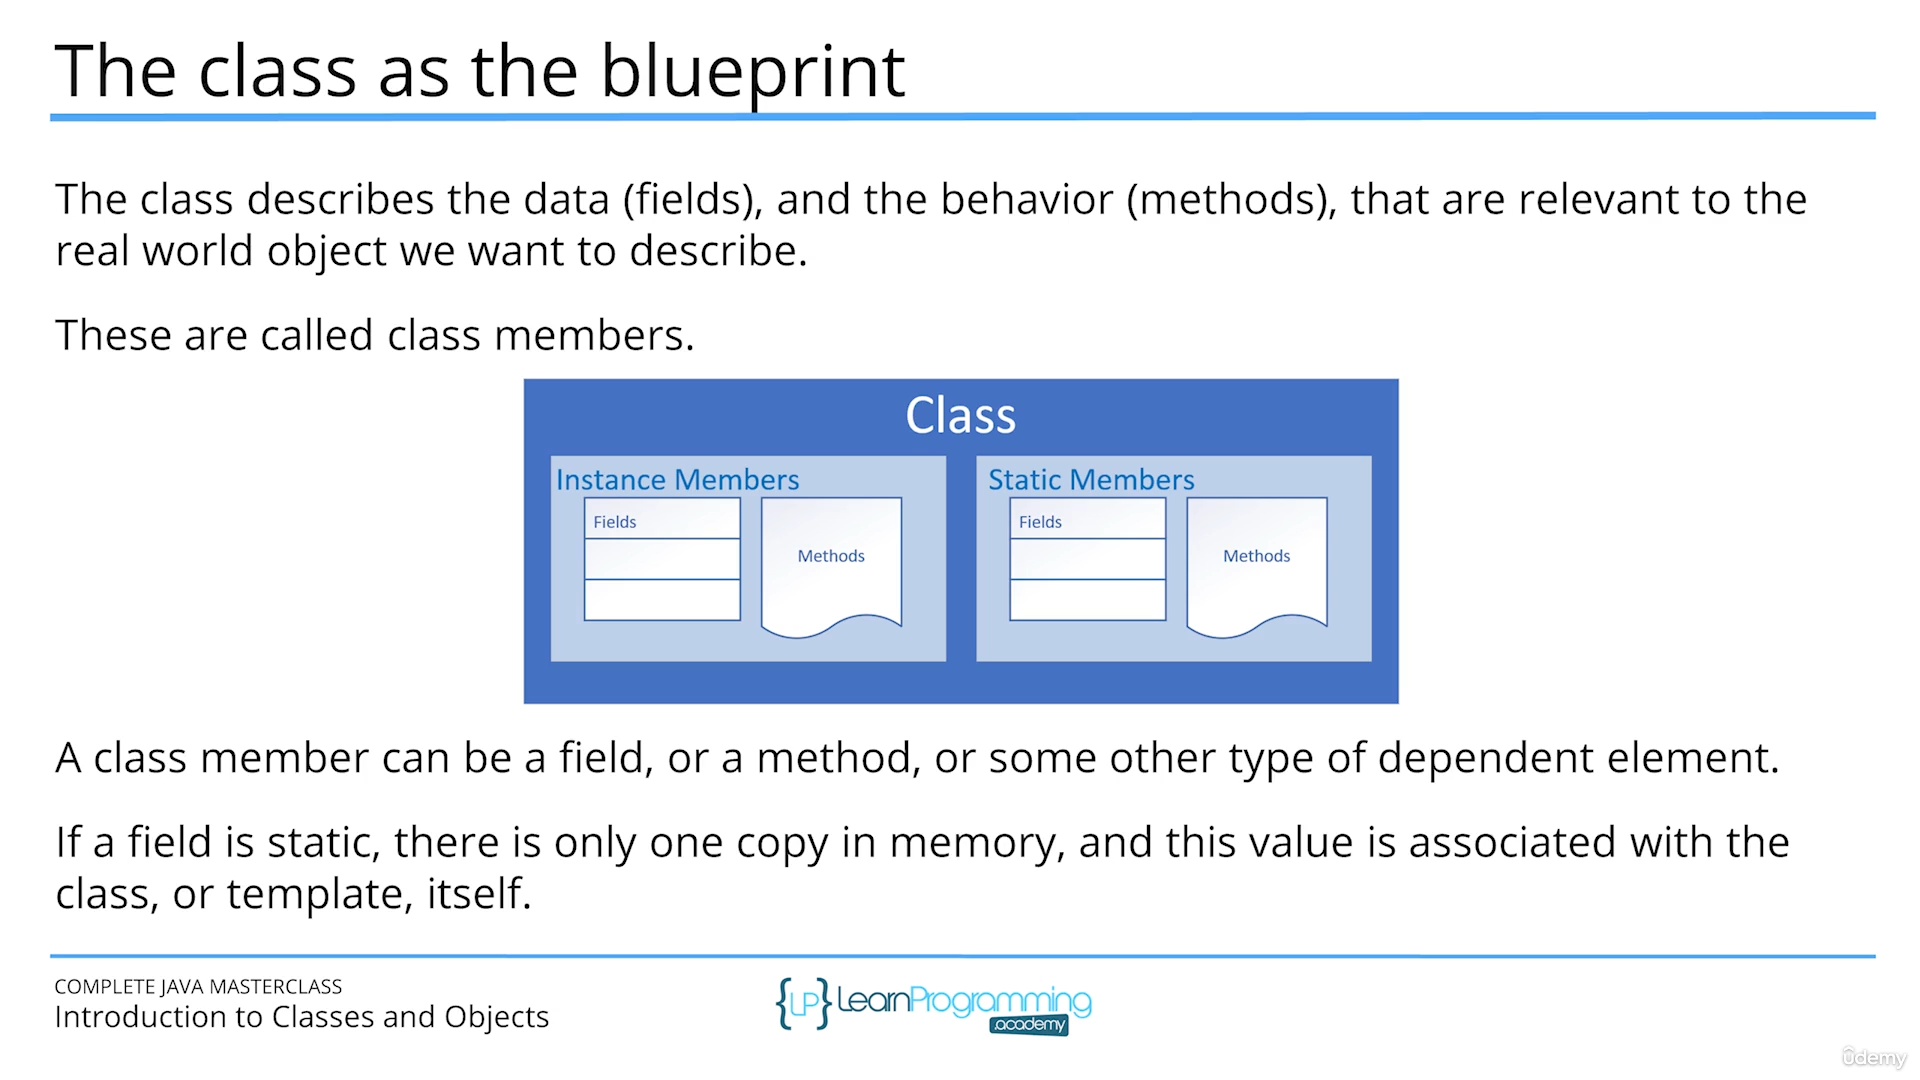 The class as the blueprint
The class describes the data (fields), and the behavior (methods), that are relevant to the
real world object we want to describe.
These are called class members.
Class
Instance Members
Fields
Methods
Static Members
Fields
Methods
A class member can be a field, or a method, or some other type of dependent element.
If a field is static, there is only one copy in memory, and this value is associated with the
class, or template, itself.
COMPLETE JAVA MASTERCLASS
Introduction to Classes and Objects
{LP} LearnProgramming
.academy
ûdemy